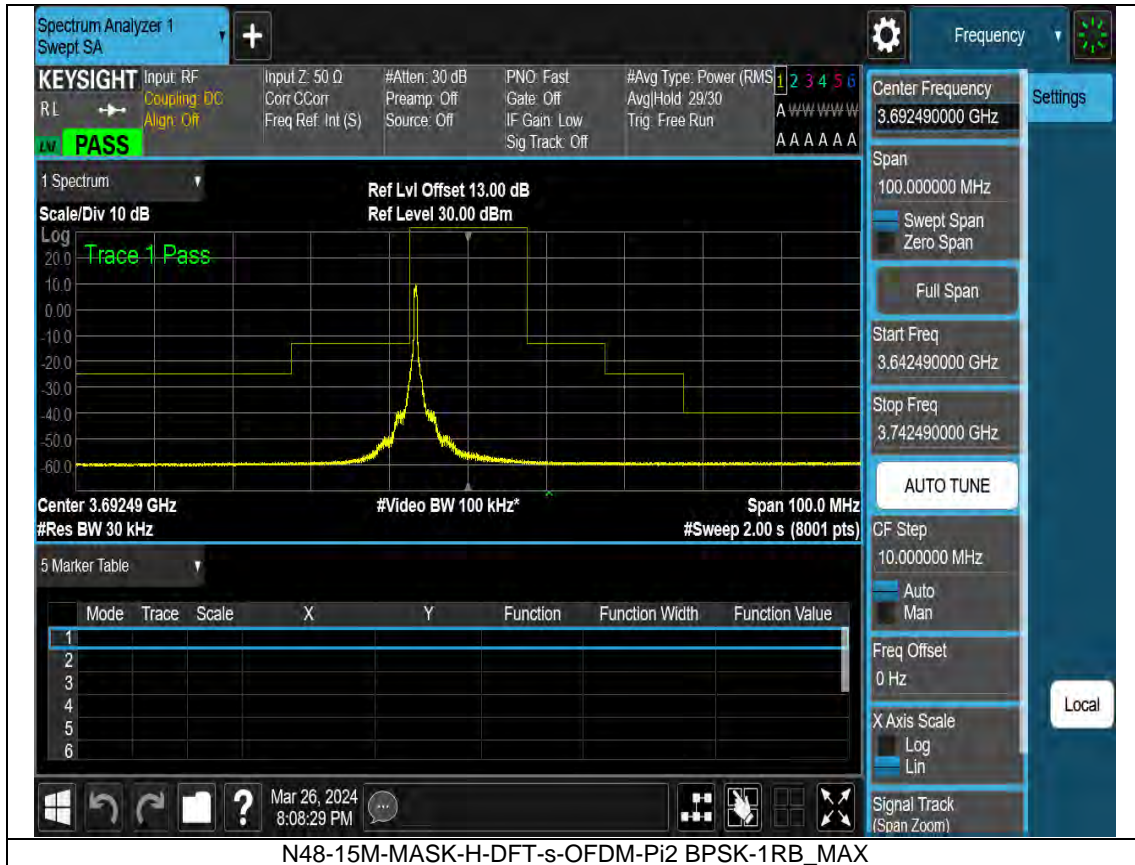 Spectrum Analyzer 1
Swept SA
+
Frequency
KEYSIGHT
RL
PASS
Input: RF
Coupling: DC
Align: Off
Input Z: 50 Ω
Corr CCorr
Freq Ref: Int (S)
#Atten: 30 dB
Preamp: Off
Source: Off
PNO: Fast
Gate: Off
IF Gain: Low
Sig Track: Off
#Avg Type: Power (RMS
Avg|Hold: 29/30
Trig: Free Run
1 2 3 4 5 6
A W W W W W
A A A A A A
1 Spectrum
Scale/Div 10 dB
Ref Lvl Offset 13.00 dB
Ref Level 30.00 dBm
Log
Trace 1 Pass
20.0
10.0
0.00
-10.0
-20.0
-30.0
-40.0
-50.0
-60.0
Center 3.69249 GHz
#Video BW 100 kHz*
Span 100.0 MHz
#Res BW 30 kHz
#Sweep 2.00 s (8001 pts)
5 Marker Table
Mode Trace Scale X Y Function Function Width Function Value
1
2
3
4
5
6
Center Frequency
3.692490000 GHz
Settings
Span
100.000000 MHz
Swept Span
Zero Span
Full Span
Start Freq
3.642490000 GHz
Stop Freq
3.742490000 GHz
AUTO TUNE
CF Step
10.000000 MHz
Auto
Man
Freq Offset
0 Hz
Local
X Axis Scale
Log
Lin
Signal Track
(Span Zoom)
?
Mar 26, 2024
8:08:29 PM
N48-15M-MASK-H-DFT-s-OFDM-Pi2 BPSK-1RB_MAX